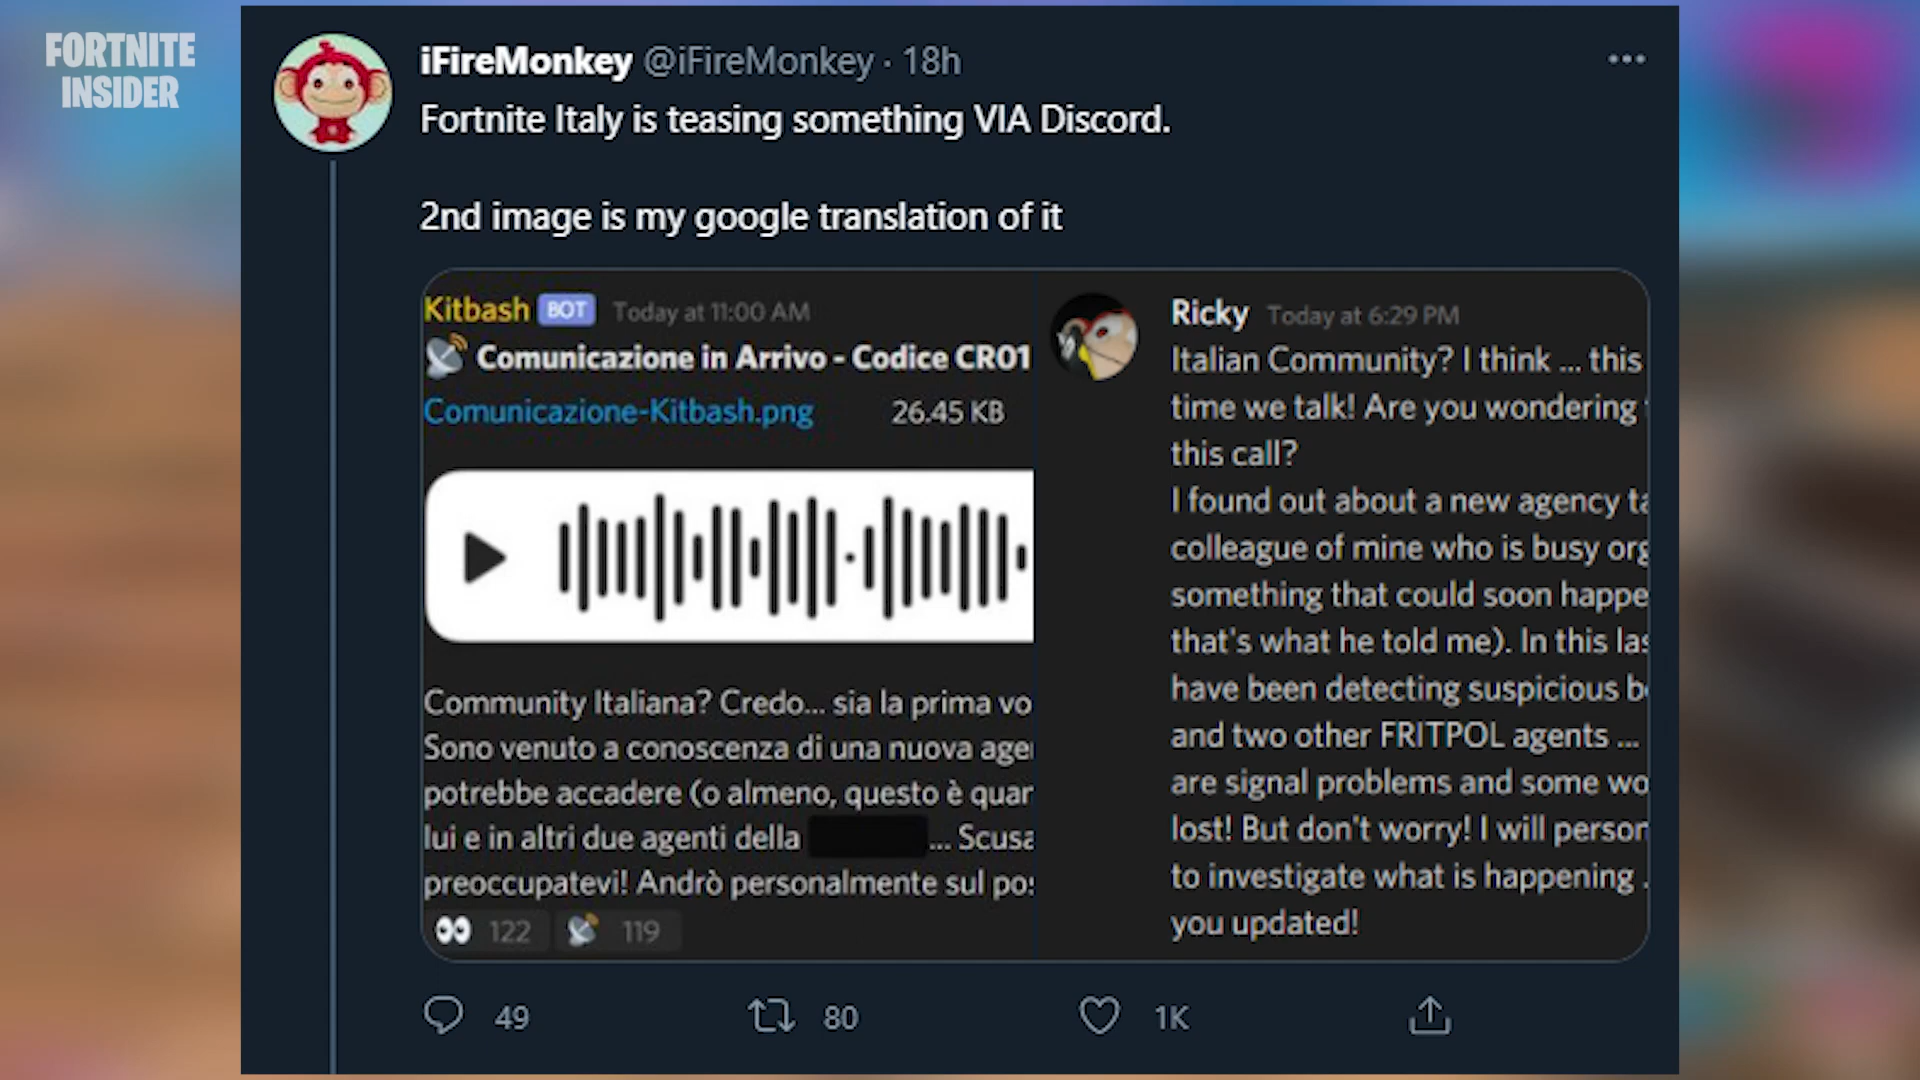 FORTNITE
INSIDER
iFireMonkey @iFireMonkey · 18h
Fortnite Italy is teasing something VIA Discord.
2nd image is my google translation of it
Kitbash BOT Today at 11:00 AM
Comunicazione in Arrivo - Codice CR01
Comunicazione-Kitbash.png 26.45 KB
Community Italiana? Credo... sia la prima vo
Sono venuto a conoscenza di una nuova age
potrebbe accadere (o almeno, questo è quan
lui e in altri due agenti della ... Scusa
preoccupatevi! Andrò personalmente sul pos
122 119
Ricky Today at 6:29 PM
Italian Community? I think ... this
time we talk! Are you wondering
this call?
I found out about a new agency ta
colleague of mine who is busy org
something that could soon happe
that's what he told me). In this las
have been detecting suspicious b
and two other FRITPOL agents ...
are signal problems and some wo
lost! But don't worry! I will person
to investigate what is happening .
you updated!
49 80 1K